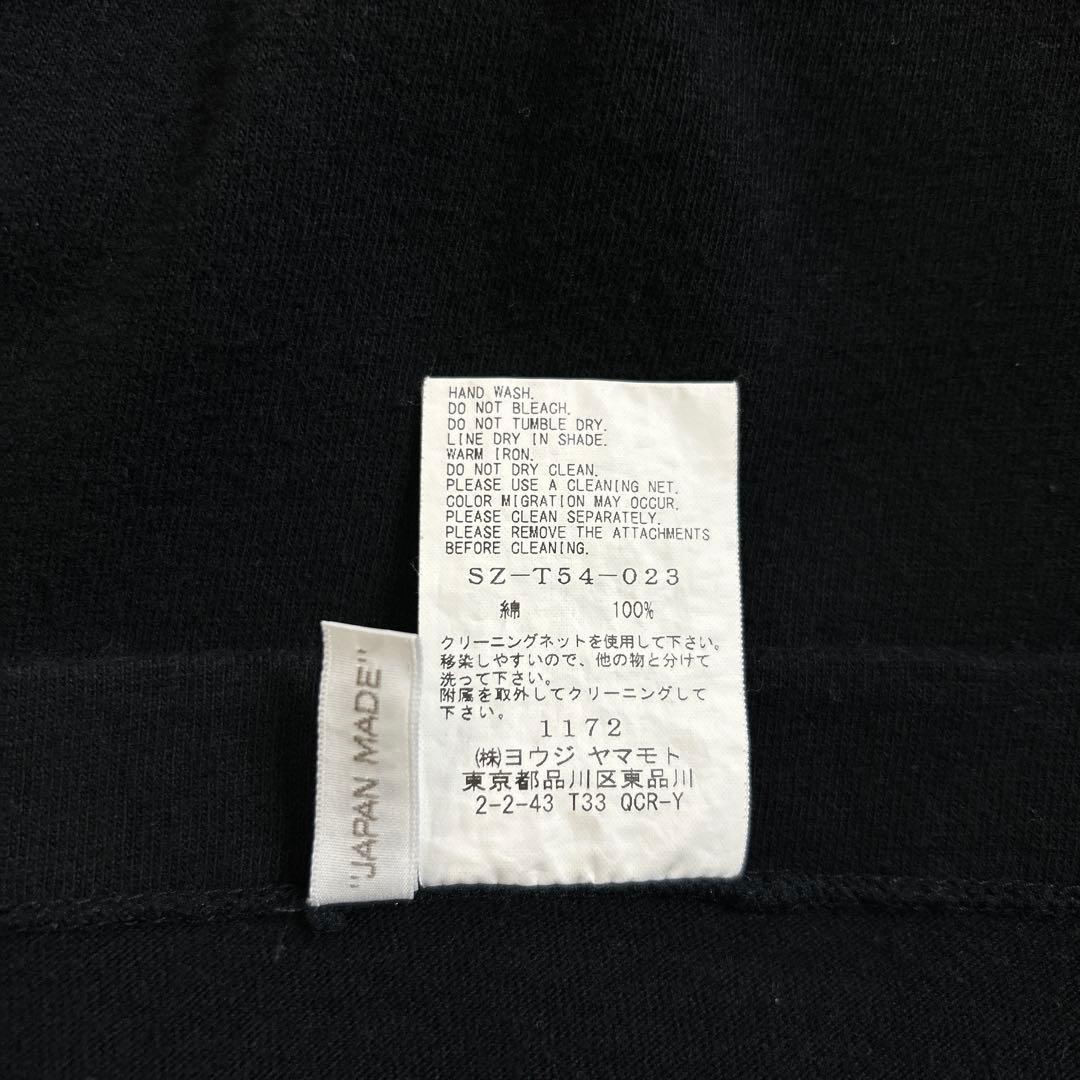 HAND WASH.
DO NOT BLEACH.
DO NOT TUMBLE DRY.
LINE DRY IN SHADE.
WARM IRON.
DO NOT DRY CLEAN.
PLEASE USE A CLEANING NET.
COLOR MIGRATION MAY OCCUR.
PLEASE CLEAN SEPARATELY.
PLEASE REMOVE THE ATTACHMENTS
BEFORE CLEANING.
SZ-T54-023
綿 100%
クリーニングネットを使用して下さい。
移染しやすいので、他の物と分けて
洗って下さい。
附属を取外してクリーニングして
下さい。
1172
㈱ヨウジ ヤマモト
東京都品川区東品川
2-2-43 T33 QCR-Y
"JAPAN MADE"